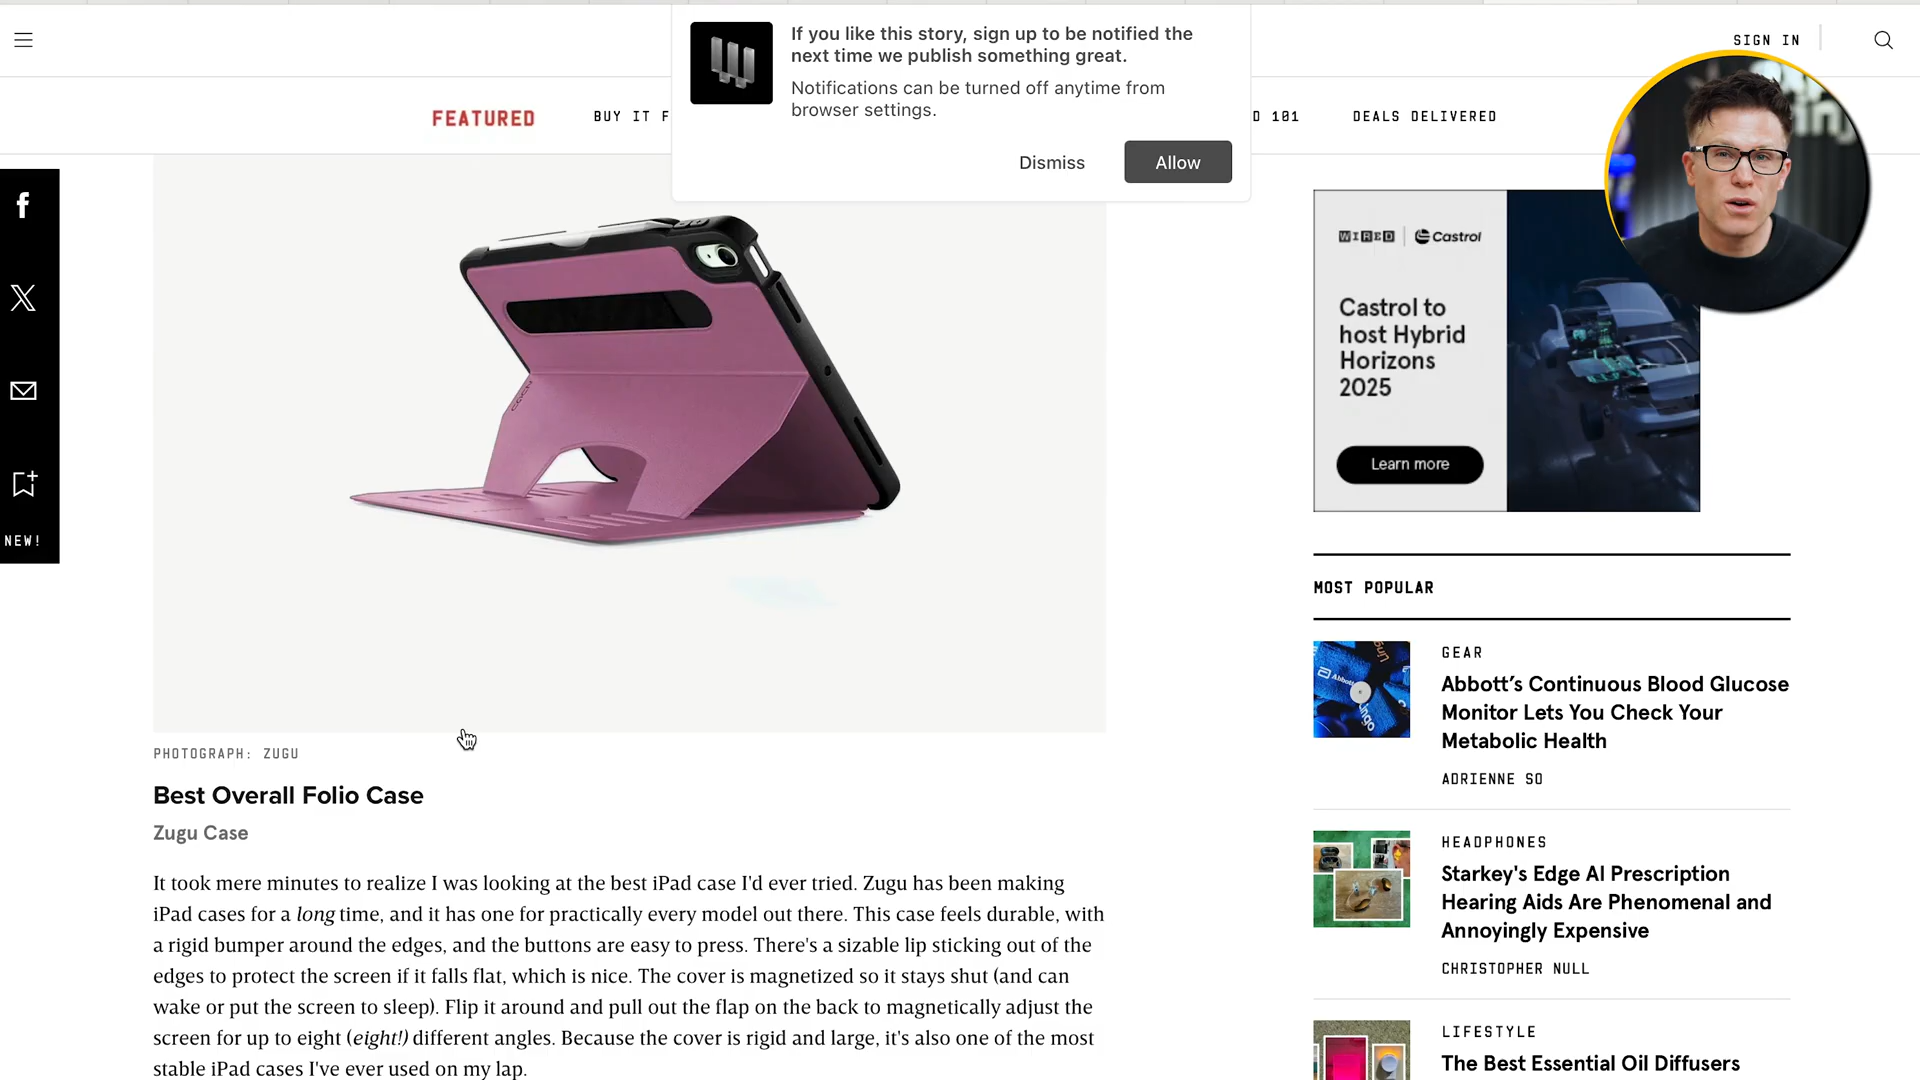 If you like this story, sign up to be notified the
next time we publish something great.
Notifications can be turned off anytime from
browser settings.
Dismiss
Allow
SIGN IN
FEATURED
BUY IT F
D 101
DEALS DELIVERED
NEW!
WIRED
Castrol
Castrol to
host Hybrid
Horizons
2025
Learn more
MOST POPULAR
GEAR
Abbott’s Continuous Blood Glucose
Monitor Lets You Check Your
Metabolic Health
ADRIENNE SO
HEADPHONES
Starkey's Edge AI Prescription
Hearing Aids Are Phenomenal and
Annoyingly Expensive
CHRISTOPHER NULL
LIFESTYLE
The Best Essential Oil Diffusers
PHOTOGRAPH: ZUGU
Best Overall Folio Case
Zugu Case
It took mere minutes to realize I was looking at the best iPad case I'd ever tried. Zugu has been making
iPad cases for a long time, and it has one for practically every model out there. This case feels durable, with
a rigid bumper around the edges, and the buttons are easy to press. There's a sizable lip sticking out of the
edges to protect the screen if it falls flat, which is nice. The cover is magnetized so it stays shut (and can
wake or put the screen to sleep). Flip it around and pull out the flap on the back to magnetically adjust the
screen for up to eight (eight!) different angles. Because the cover is rigid and large, it's also one of the most
stable iPad cases I've ever used on my lap.